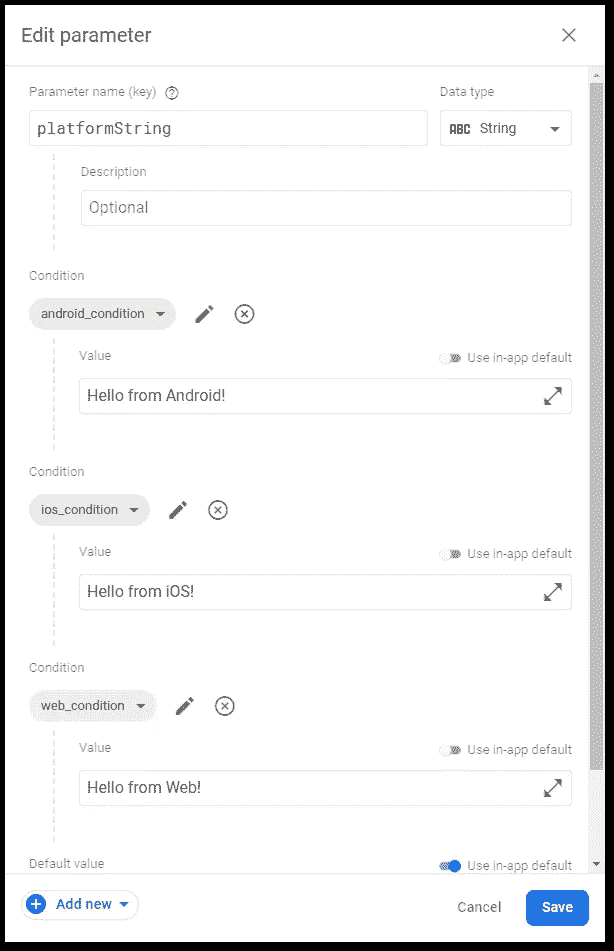 Edit parameter
Parameter name (key) ?
Data type
platformString
ABC String
Description
Optional
Condition
android_condition
Value
Use in-app default
Hello from Android!
Condition
ios_condition
Value
Use in-app default
Hello from iOS!
Condition
web_condition
Value
Use in-app default
Hello from Web!
Default value
Use in-app default
Add new
Cancel
Save